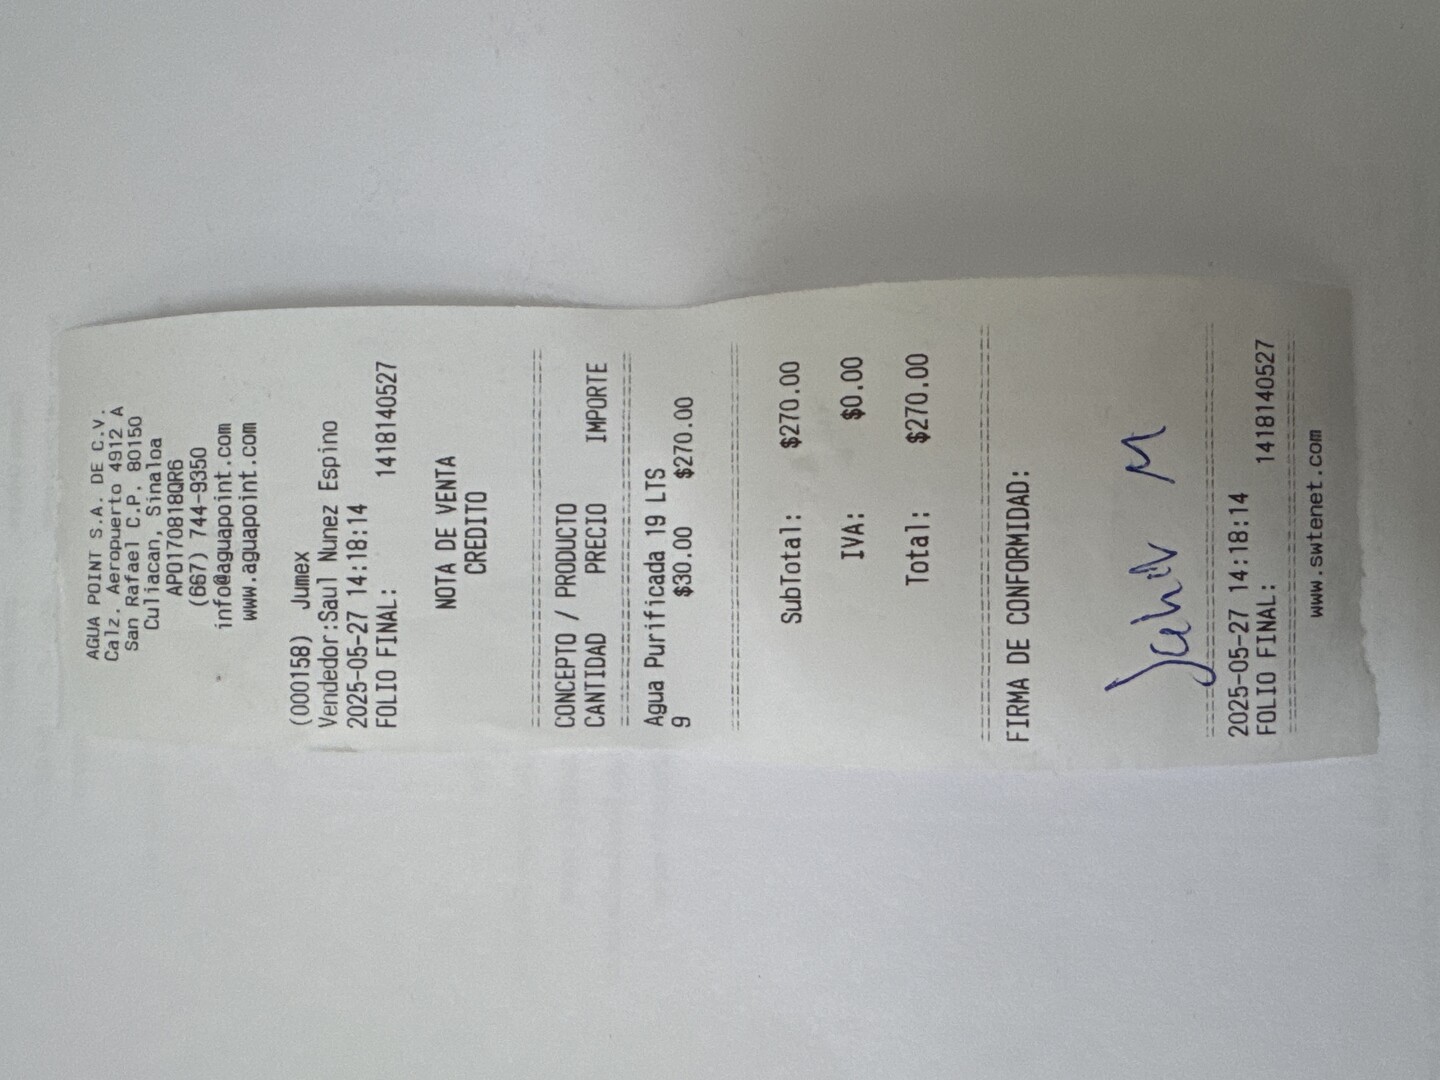 AGUA POINT S.A. DE C.V.
Calz. Aeropuerto 4912 A
San Rafael C.P. 80150
Culiacan, Sinaloa
APO170818QR6
(667) 744-9350
info@aguapoint.com
www.aguapoint.com
(000158) Jumex
Vendedor:Saul Nunez Espino
2025-05-27 14:18:14
FOLIO FINAL: 1418140527
NOTA DE VENTA
CREDITO
CONCEPTO / PRODUCTO
CANTIDAD PRECIO IMPORTE
Agua Purificada 19 LTS
9 $30.00 $270.00
SubTotal: $270.00
IVA: $0.00
Total: $270.00
FIRMA DE CONFORMIDAD:
2025-05-27 14:18:14
FOLIO FINAL: 1418140527
www.swtenet.com